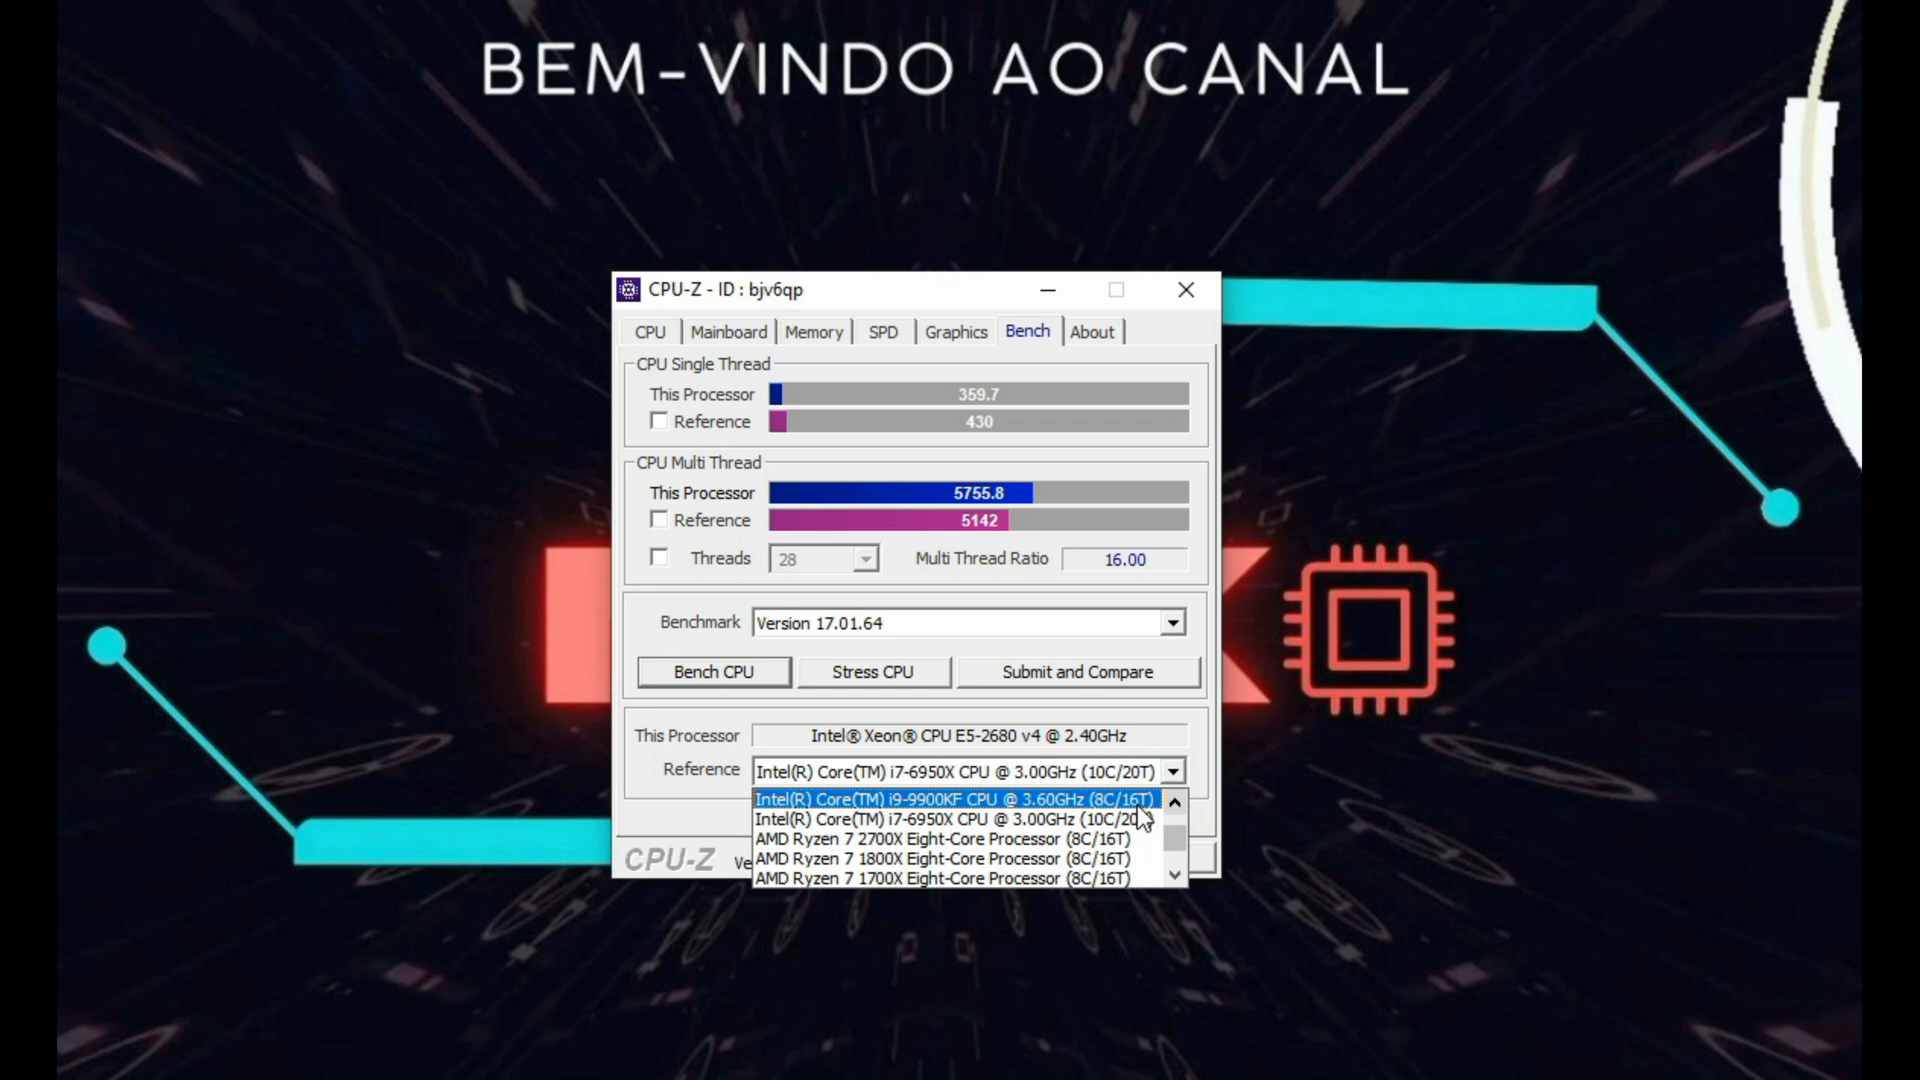 BEM-VINDO AO CANAL
CPU-Z - ID : bjv6qp
CPU Mainboard Memory SPD Graphics Bench About
CPU Single Thread
This Processor 359.7
Reference 430
CPU Multi Thread
This Processor 5755.8
Reference 5142
Threads 28 Multi Thread Ratio 16.00
Benchmark Version 17.01.64
Bench CPU Stress CPU Submit and Compare
This Processor Intel® Xeon® CPU E5-2680 v4 @ 2.40GHz
Reference Intel(R) Core(TM) i7-6950X CPU @ 3.00GHz (10C/20T)
Intel(R) Core(TM) i9-9900KF CPU @ 3.60GHz (8C/16T)
Intel(R) Core(TM) i7-6950X CPU @ 3.00GHz (10C/20T)
AMD Ryzen 7 2700X Eight-Core Processor (8C/16T)
CPU-Z Ve AMD Ryzen 7 1800X Eight-Core Processor (8C/16T)
AMD Ryzen 7 1700X Eight-Core Processor (8C/16T)